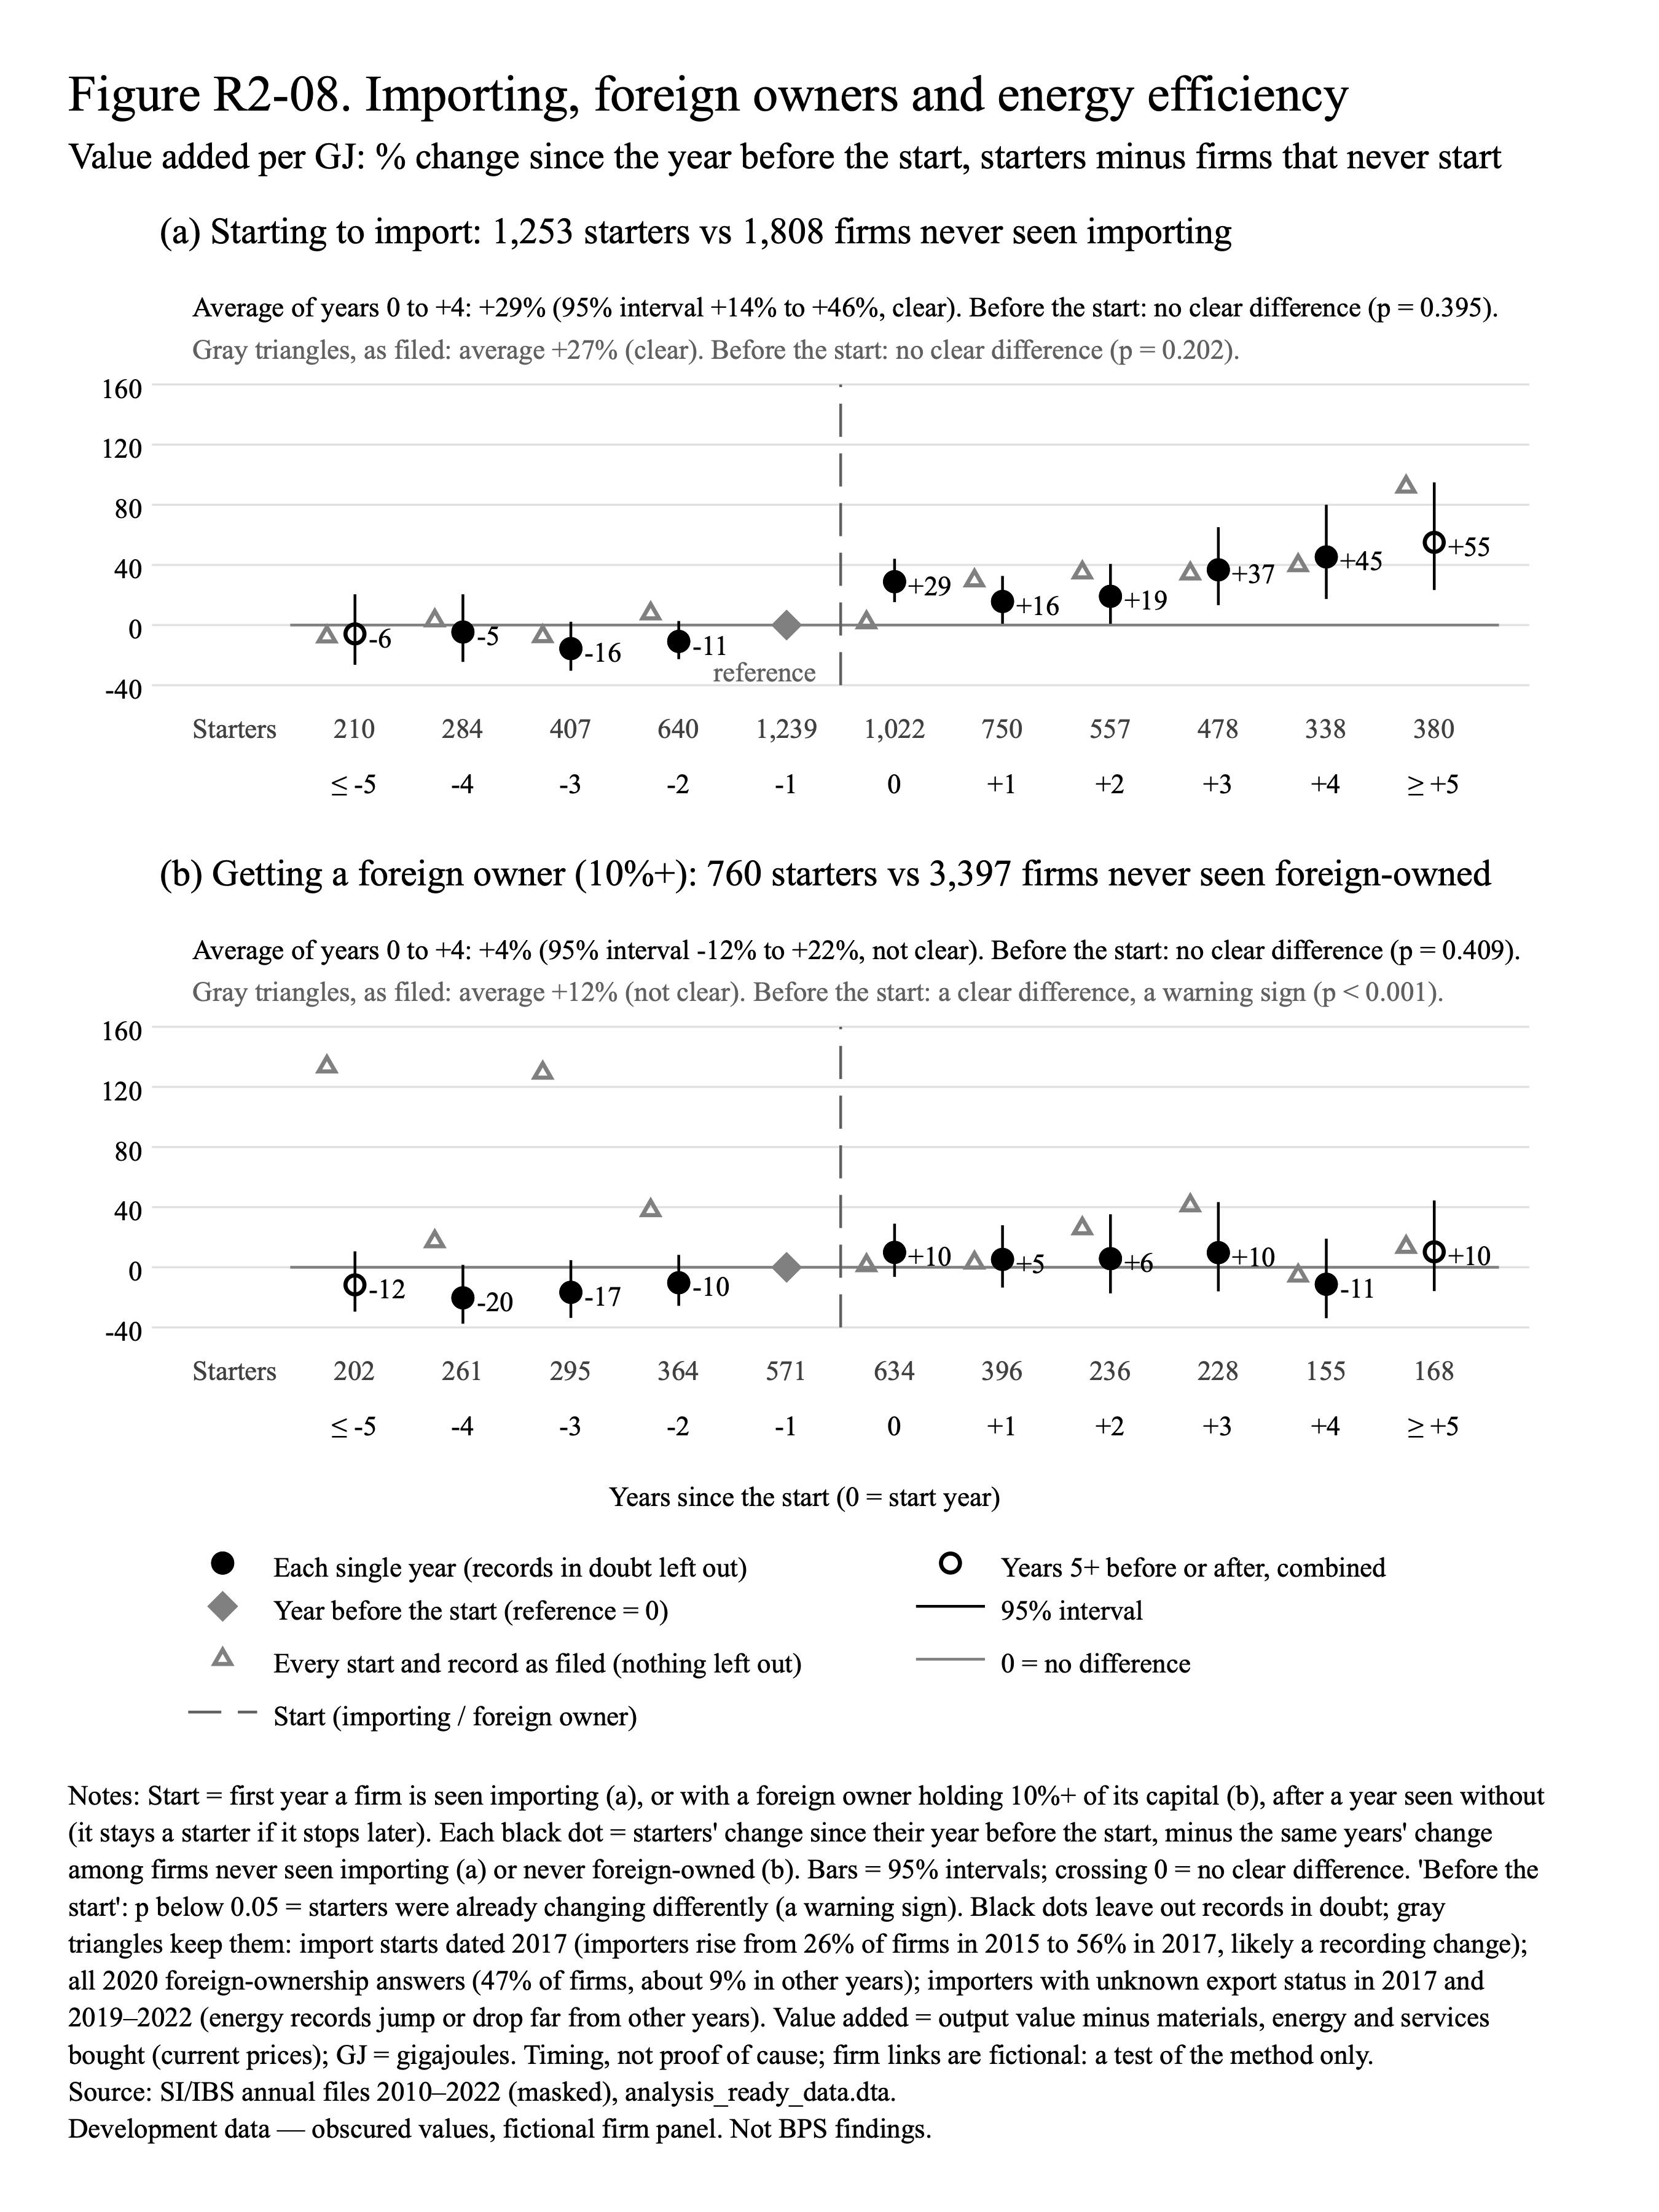 Figure R2-08. Importing, foreign owners and energy efficiency
Value added per GJ: % change since the year before the start, starters minus firms that never start
(a) Starting to import: 1,253 starters vs 1,808 firms never seen importing
Average of years 0 to +4: +29% (95% interval +14% to +46%, clear). Before the start: no clear difference (p = 0.395).
Gray triangles, as filed: average +27% (clear). Before the start: no clear difference (p = 0.202).
160
120
80
40
0
-40
-6
-5
-16
-11
reference
+29
+16
+19
+37
+45
+55
Starters 210 284 407 640 1,239 1,022 750 557 478 338 380
≤ -5 -4 -3 -2 -1 0 +1 +2 +3 +4 ≥ +5
(b) Getting a foreign owner (10%+): 760 starters vs 3,397 firms never seen foreign-owned
Average of years 0 to +4: +4% (95% interval -12% to +22%, not clear). Before the start: no clear difference (p = 0.409).
Gray triangles, as filed: average +12% (not clear). Before the start: a clear difference, a warning sign (p < 0.001).
160
120
80
40
0
-40
-12
-20
-17
-10
+10
+5
+6
+10
-11
+10
Starters 202 261 295 364 571 634 396 236 228 155 168
≤ -5 -4 -3 -2 -1 0 +1 +2 +3 +4 ≥ +5
Years since the start (0 = start year)
Each single year (records in doubt left out)
Years 5+ before or after, combined
Year before the start (reference = 0)
95% interval
Every start and record as filed (nothing left out)
0 = no difference
Start (importing / foreign owner)
Notes: Start = first year a firm is seen importing (a), or with a foreign owner holding 10%+ of its capital (b), after a year seen without
(it stays a starter if it stops later). Each black dot = starters' change since their year before the start, minus the same years' change
among firms never seen importing (a) or never foreign-owned (b). Bars = 95% intervals; crossing 0 = no clear difference. 'Before the
start': p below 0.05 = starters were already changing differently (a warning sign). Black dots leave out records in doubt; gray
triangles keep them: import starts dated 2017 (importers rise from 26% of firms in 2015 to 56% in 2017, likely a recording change);
all 2020 foreign-ownership answers (47% of firms, about 9% in other years); importers with unknown export status in 2017 and
2019–2022 (energy records jump or drop far from other years). Value added = output value minus materials, energy and services
bought (current prices); GJ = gigajoules. Timing, not proof of cause; firm links are fictional: a test of the method only.
Source: SI/IBS annual files 2010–2022 (masked), analysis_ready_data.dta.
Development data — obscured values, fictional firm panel. Not BPS findings.